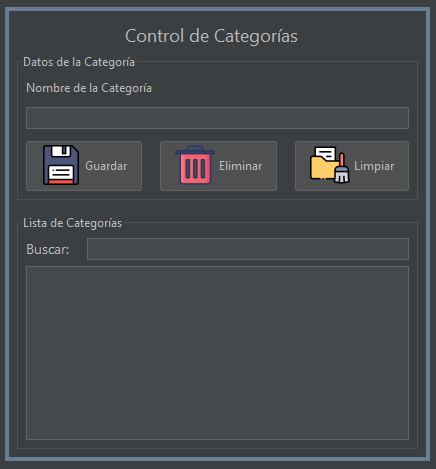 Control de Categorías
Datos de la Categoría
Nombre de la Categoría
Guardar
Eliminar
Limpiar
Lista de Categorías
Buscar: